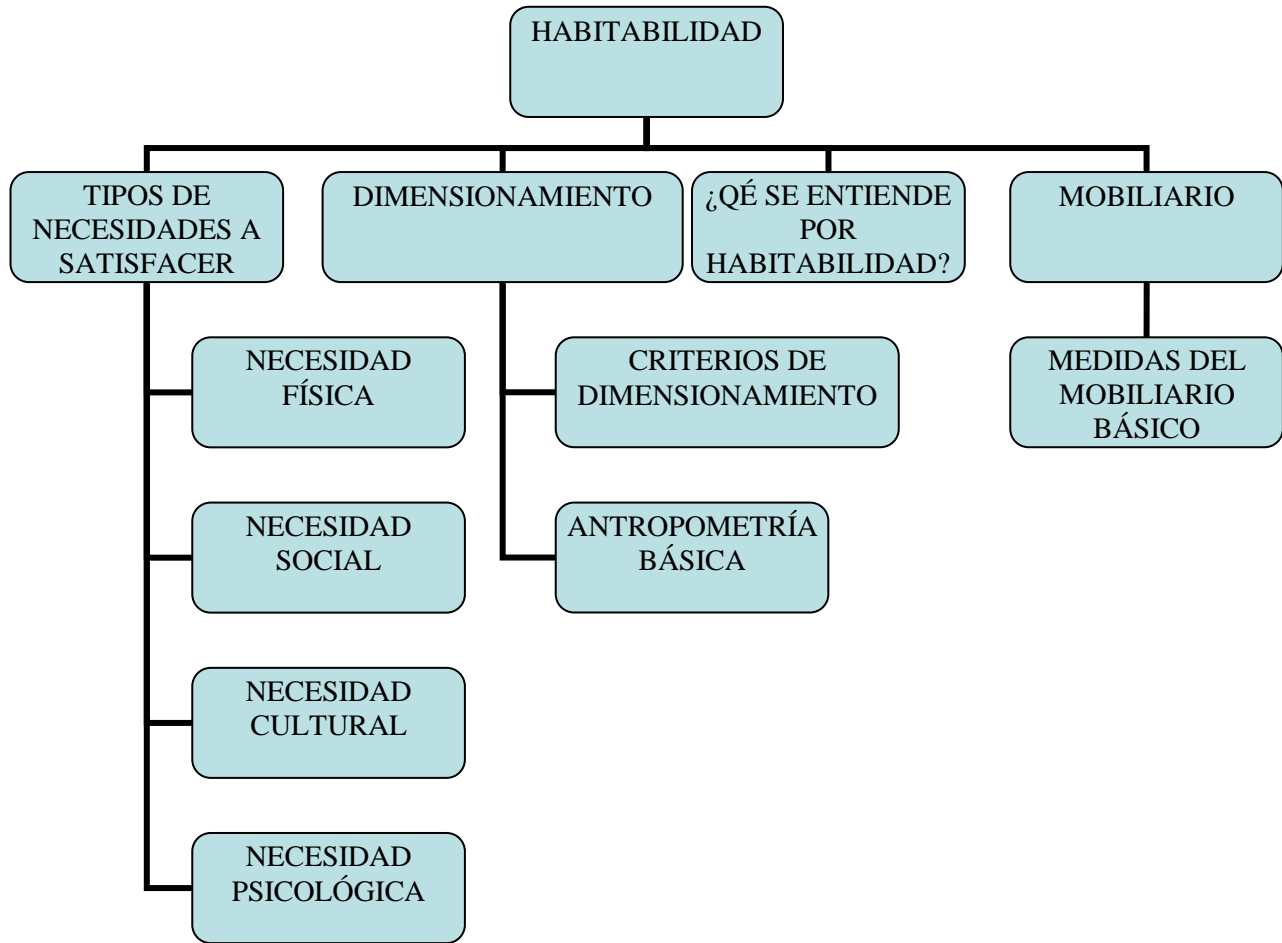 HABITABILIDAD
TIPOS DE
NECESIDADES A
SATISFACER
DIMENSIONAMIENTO
¿QÉ SE ENTIENDE
POR
HABITABILIDAD?
MOBILIARIO
NECESIDAD
FÍSICA
CRITERIOS DE
DIMENSIONAMIENTO
MEDIDAS DEL
MOBILIARIO
BÁSICO
NECESIDAD
SOCIAL
ANTROPOMETRÍA
BÁSICA
NECESIDAD
CULTURAL
NECESIDAD
PSICOLÓGICA